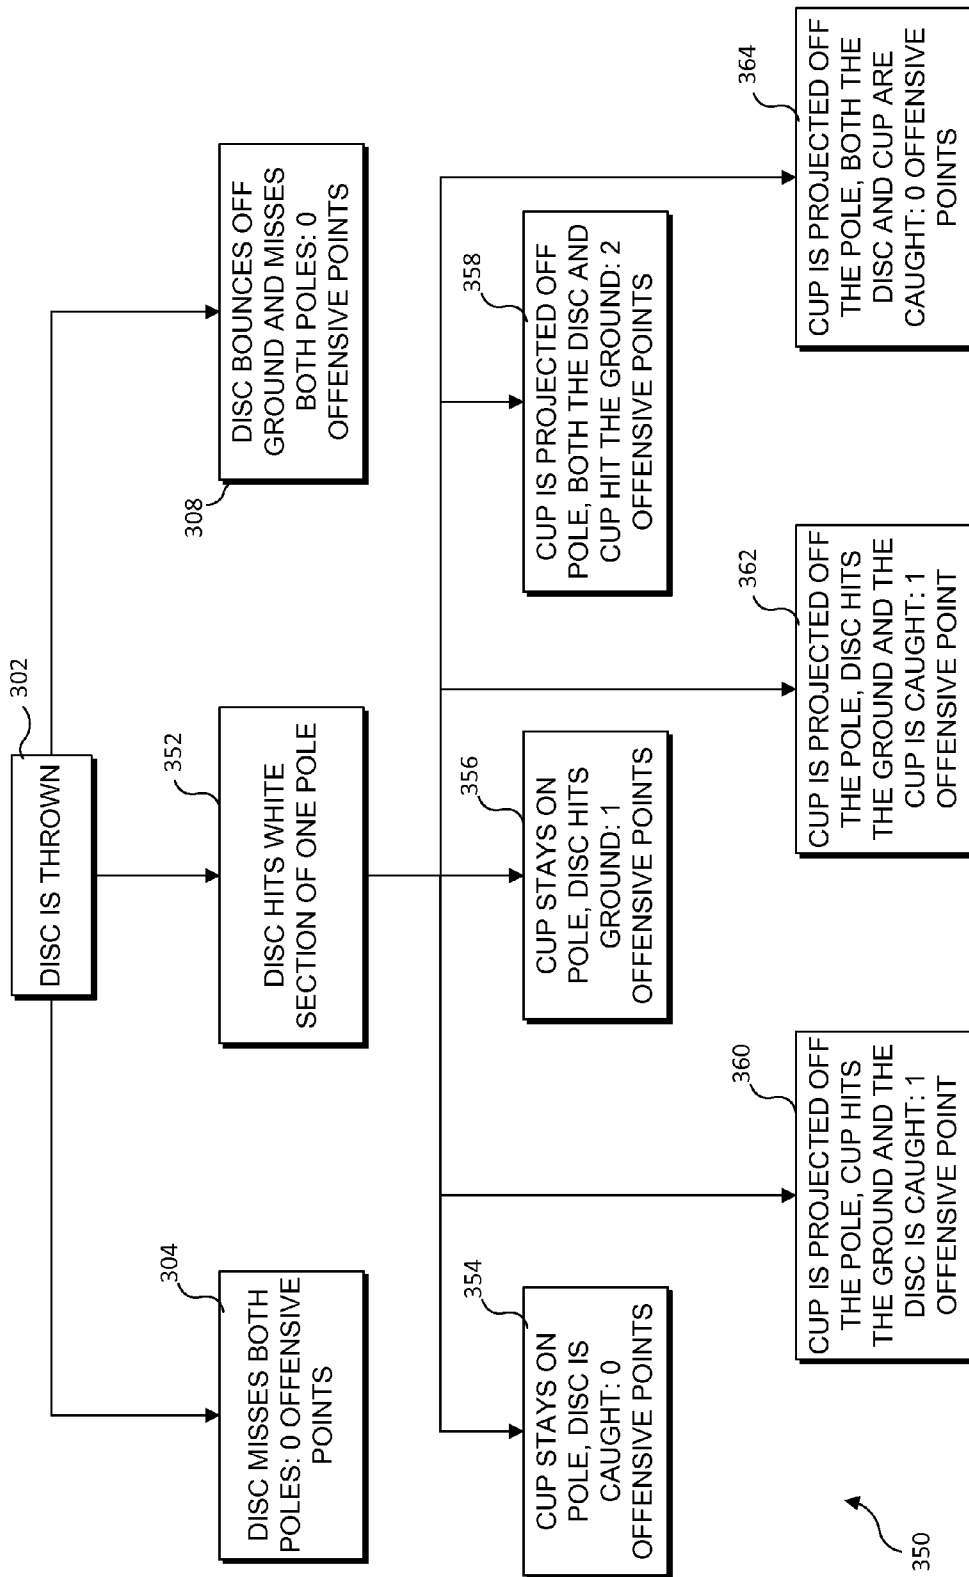 302
DISC IS THROWN
304
DISC MISSES BOTH
POLES: 0 OFFENSIVE
POINTS
352
DISC HITS WHITE
SECTION OF ONE POLE
308
DISC BOUNCES OFF
GROUND AND MISSES
BOTH POLES: 0
OFFENSIVE POINTS
354
CUP STAYS ON
POLE, DISC IS
CAUGHT: 0
OFFENSIVE POINTS
356
CUP STAYS ON
POLE, DISC HITS
GROUND: 1
OFFENSIVE POINTS
358
CUP IS PROJECTED OFF
POLE, BOTH THE DISC AND
CUP HIT THE GROUND: 2
OFFENSIVE POINTS
360
CUP IS PROJECTED OFF
THE POLE, CUP HITS
THE GROUND AND THE
DISC IS CAUGHT: 1
OFFENSIVE POINT
362
CUP IS PROJECTED OFF
THE POLE, DISC HITS
THE GROUND AND THE
CUP IS CAUGHT: 1
OFFENSIVE POINT
364
CUP IS PROJECTED OFF
THE POLE, BOTH THE
DISC AND CUP ARE
CAUGHT: 0 OFFENSIVE
POINTS
350